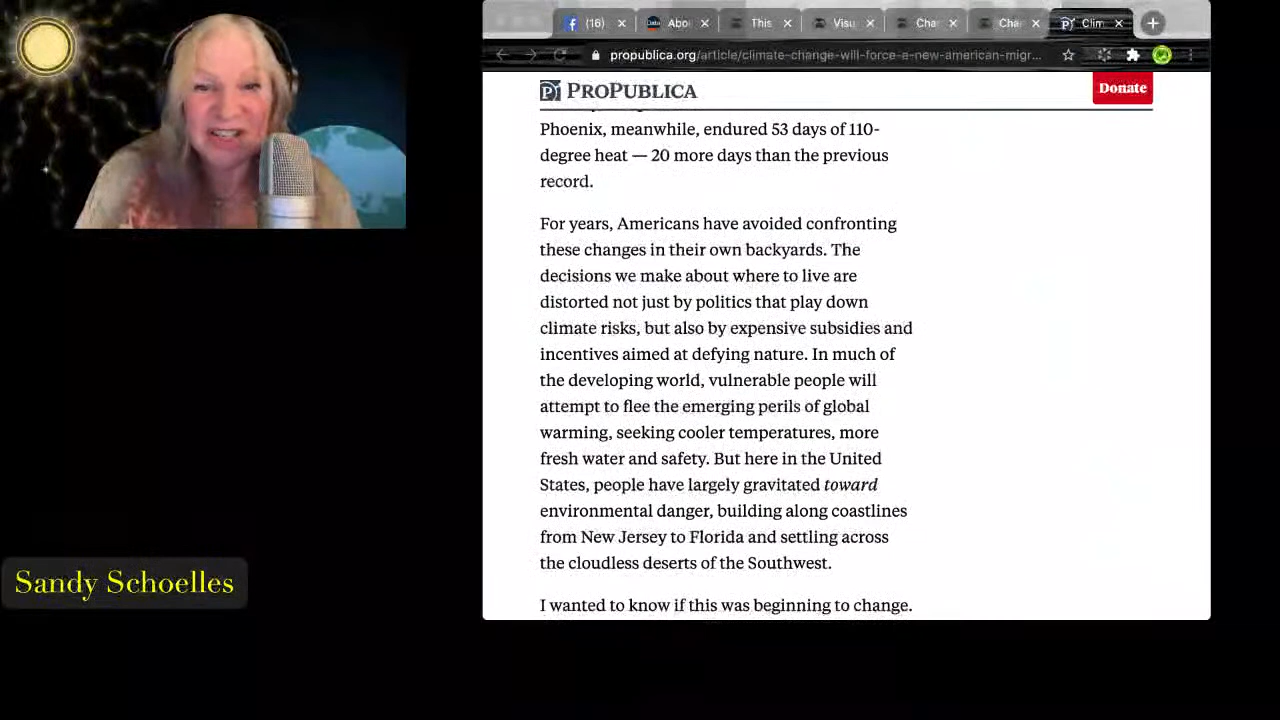 (16)
Abo
This
Visu
Cha
Cha
Clim
propublica.org/article/climate-change-will-force-a-new-american-migr...
PROPUBLICA
Donate
Phoenix, meanwhile, endured 53 days of 110-
degree heat — 20 more days than the previous
record.
For years, Americans have avoided confronting
these changes in their own backyards. The
decisions we make about where to live are
distorted not just by politics that play down
climate risks, but also by expensive subsidies and
incentives aimed at defying nature. In much of
the developing world, vulnerable people will
attempt to flee the emerging perils of global
warming, seeking cooler temperatures, more
fresh water and safety. But here in the United
States, people have largely gravitated toward
environmental danger, building along coastlines
from New Jersey to Florida and settling across
the cloudless deserts of the Southwest.
I wanted to know if this was beginning to change.
Sandy Schoelles